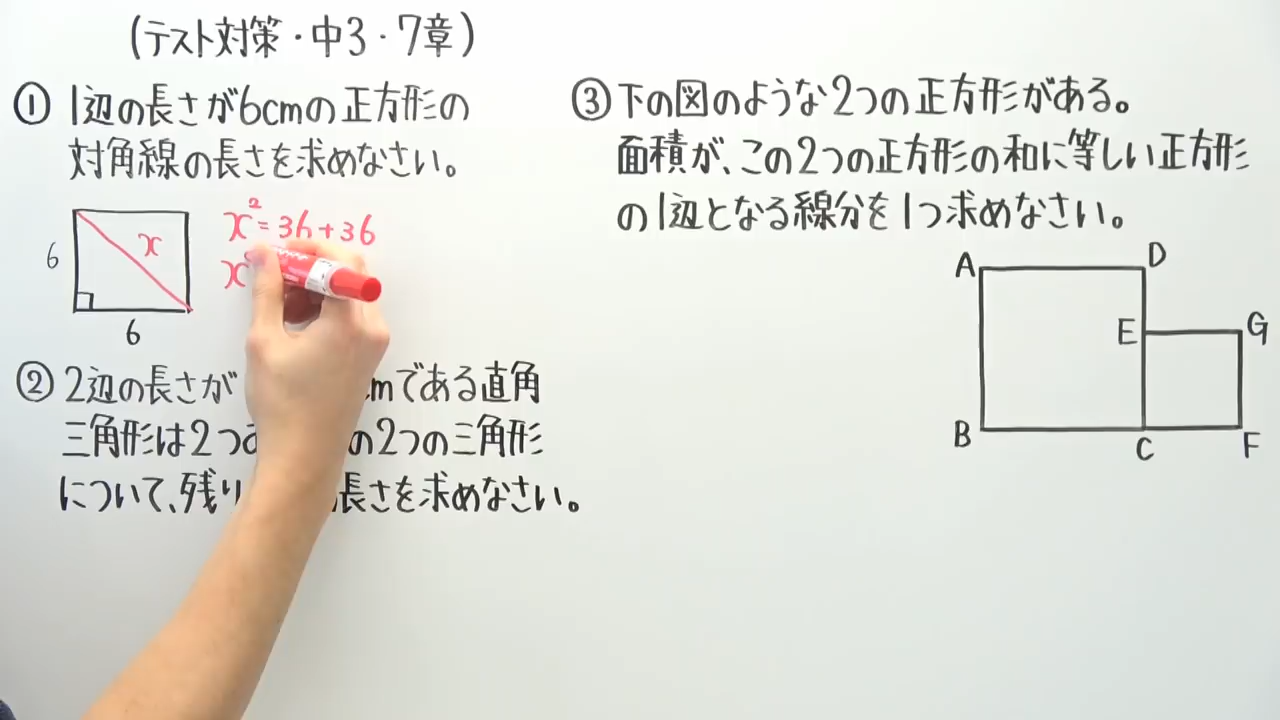 (テスト対策・中3・7章)
① 1辺の長さが6cmの正方形の
対角線の長さを求めなさい。
6
x
6
x²=36+36
x
② 2辺の長さが cmである直角
三角形は2つ の2つの三角形
について、残り 長さを求めなさい。
③ 下の図のような2つの正方形がある。
面積が、この2つの正方形の和に等しい正方形
の1辺となる線分を1つ求めなさい。
A
D
E
G
B
C
F